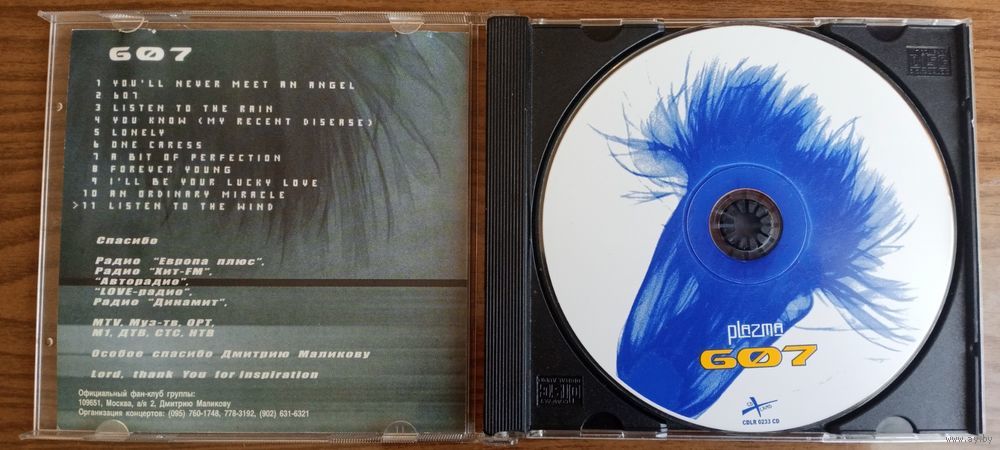 607
1 YOU'LL NEVER MEET AN ANGEL
2 607
3 LISTEN TO THE RAIN
4 YOU KNOW (MY RECENT DISEASE)
5 LONELY
6 ONE CARESS
7 A BIT OF PERFECTION
8 FOREVER YOUNG
9 I'LL BE YOUR LUCKY LOVE
10 AN ORDINARY MIRACLE
>11 LISTEN TO THE WIND
Спасибо
Радио "Европа плюс",
Радио "Хит-FM",
"Авторадио",
"LOVE-радио",
Радио "Динамит",
MTV, Муз-тв, ОРТ,
М1, ДТВ, СТС, НТВ
Особое спасибо Дмитрию Маликову
Lord, thank You for Inspiration
Официальный фан-клуб группы:
109651, Москва, а/я 2, Дмитрию Маликову
Организация концертов: (095) 760-1748, 778-3192, (902) 631-6321
plazma
607
CD LAND
CDLR 0233 CD
www.ay.by